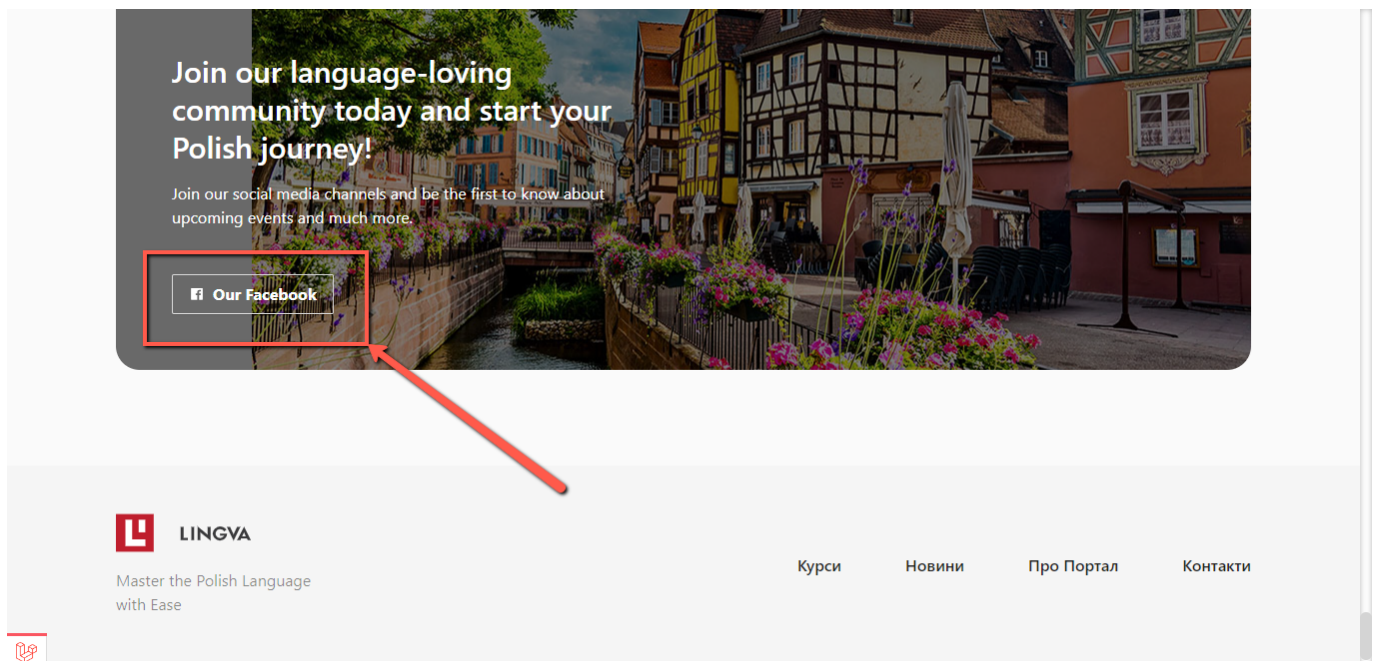 Join our language-loving
community today and start your
Polish journey!
Join our social media channels and be the first to know about
upcoming events and much more.
Our Facebook
LINGVA
Master the Polish Language
with Ease
Курси Новини Про Портал Контакти